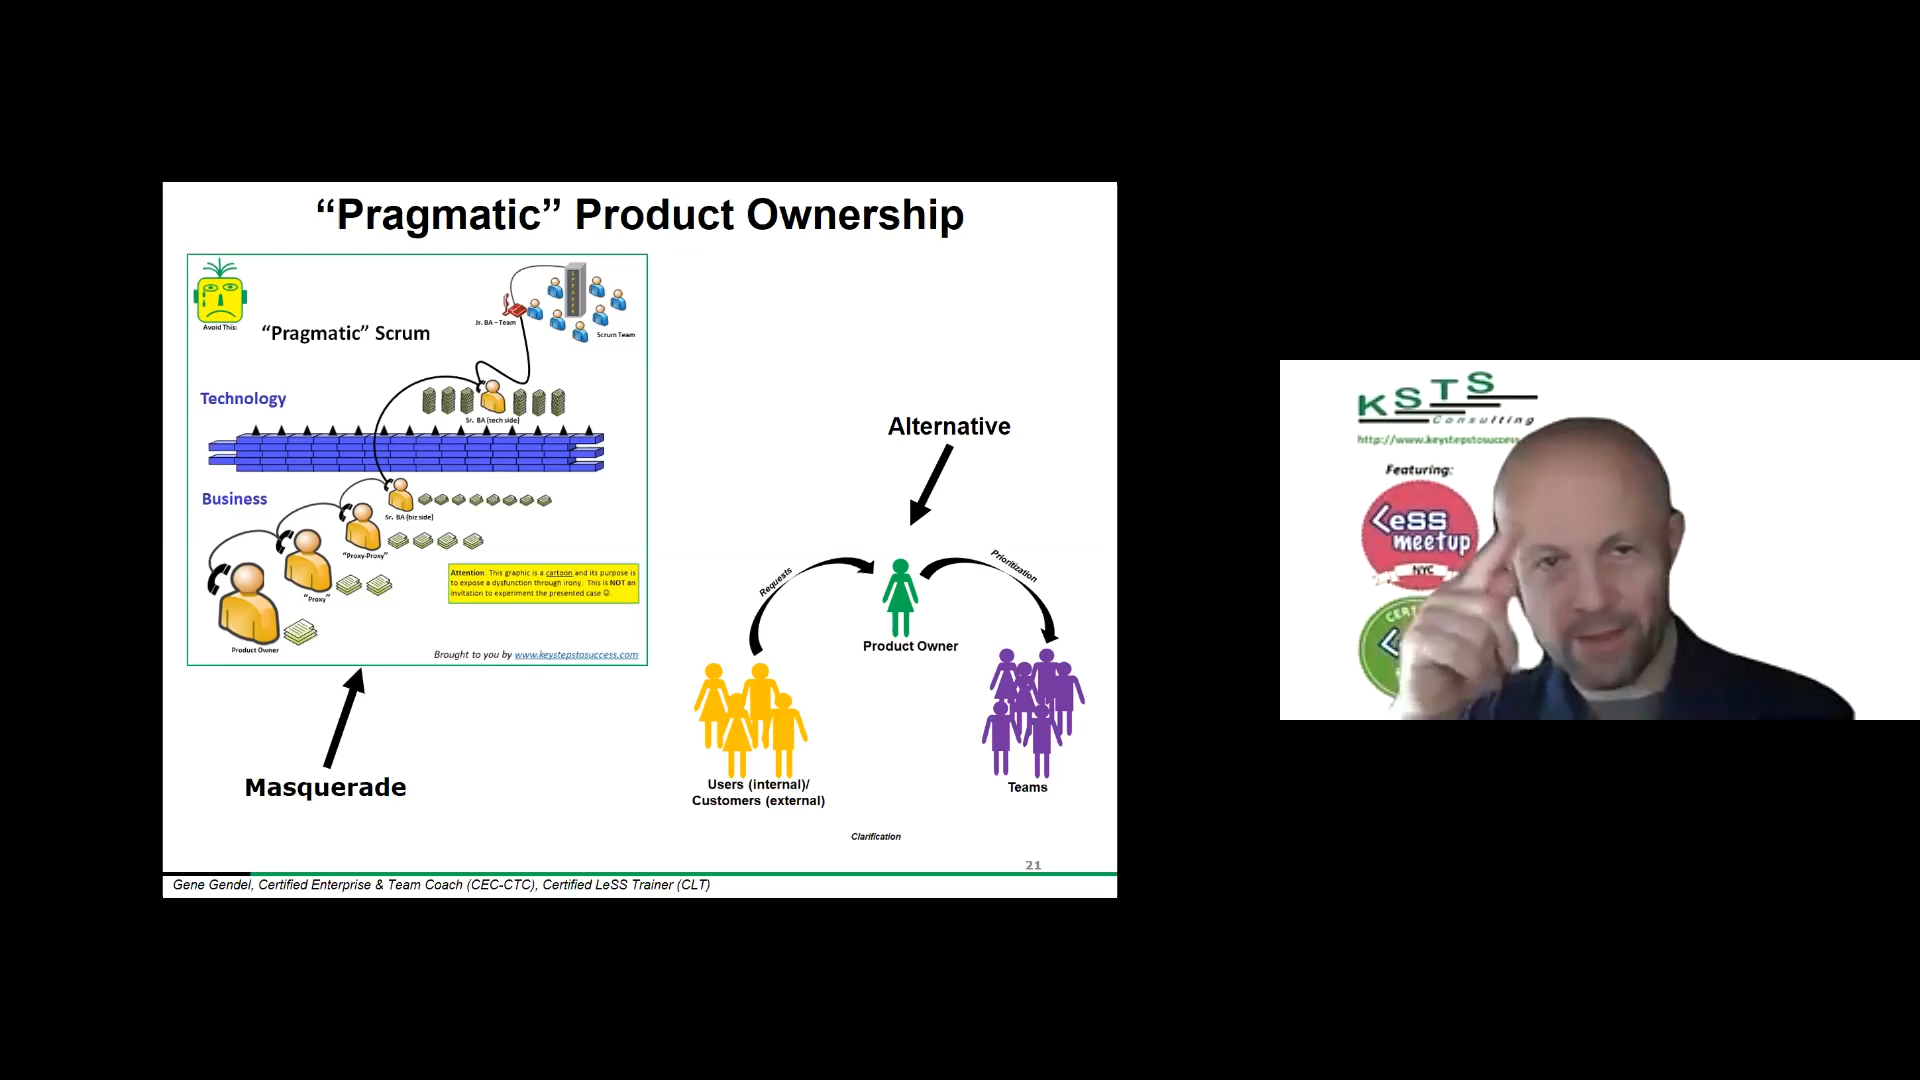 “Pragmatic” Product Ownership
Avoid This:
“Pragmatic” Scrum
Jr. BA – Team
Scrum Team
Technology
Sr. BA (tech side)
Business
Sr. BA (biz side)
“Proxy-Proxy”
“Proxy”
Product Owner
Attention: This graphic is a cartoon and its purpose is
to expose a dysfunction through irony. This is NOT an
invitation to experiment the presented case ☺.
Brought to you by www.keystepstosuccess.com
Masquerade
Alternative
Requests
Prioritization
Product Owner
Users (internal)/
Customers (external)
Teams
Clarification
21
Gene Gendel, Certified Enterprise & Team Coach (CEC-CTC), Certified LeSS Trainer (CLT)
KSTS
Consulting
http://www.keystepstosuccess
Featuring:
LeSS
meetup
NYC
CERT